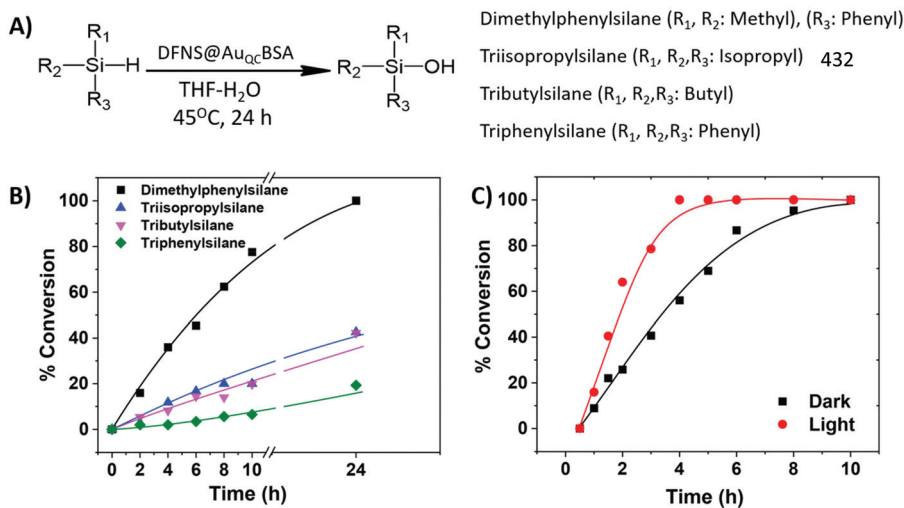 A)
R₁
R₂-Si-H
R₃
DFNS@Au_QCBSA
THF-H₂O
45⁰C, 24 h
R₁
R₂-Si-OH
R₃
Dimethylphenylsilane (R₁, R₂: Methyl), (R₃: Phenyl)
Triisopropylsilane (R₁, R₂,R₃: Isopropyl) 432
Tributylsilane (R₁, R₂,R₃: Butyl)
Triphenylsilane (R₁, R₂,R₃: Phenyl)
B)
% Conversion
100
80
60
40
20
0
Dimethylphenylsilane
Triisopropylsilane
Tributylsilane
Triphenylsilane
0 2 4 6 8 10 24
Time (h)
C)
% Conversion
100
80
60
40
20
0
Dark
Light
0 2 4 6 8 10
Time (h)